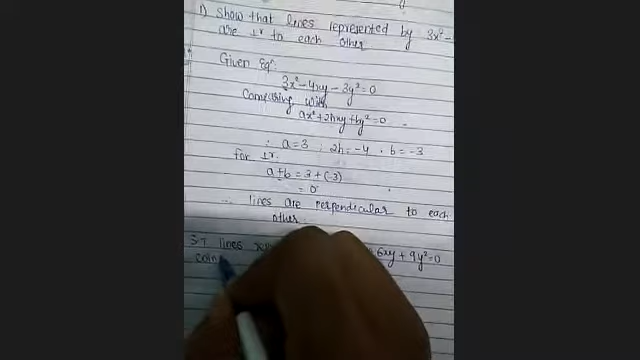 1) Show that lines represented by 3x²-
are ⊥r to each other
Given Eqⁿ:
3x²-4xy-3y²=0
Comparing with
ax²+2hxy+by²=0
∴ a=3 , 2h=-4 , b=-3
for ⊥r.
a+b=3+(-3)
=0
∴ lines are perpendicular to each
other.
ST lines 6xy+9y²=0